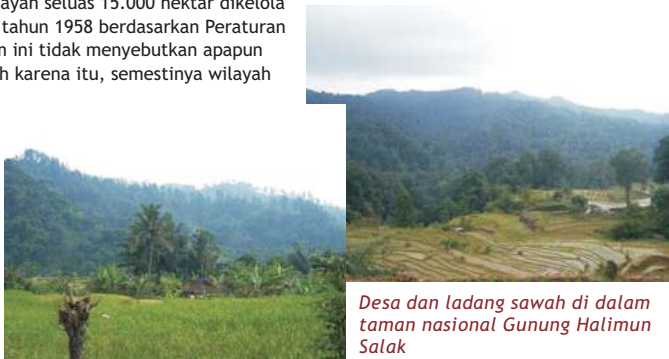 ayah seluas 15.000 hektar dikelola
tahun 1958 berdasarkan Peraturan
ini tidak menyebutkan apapun
h karena itu, semestinya wilayah
Desa dan ladang sawah di dalam
taman nasional Gunung Halimun
Salak